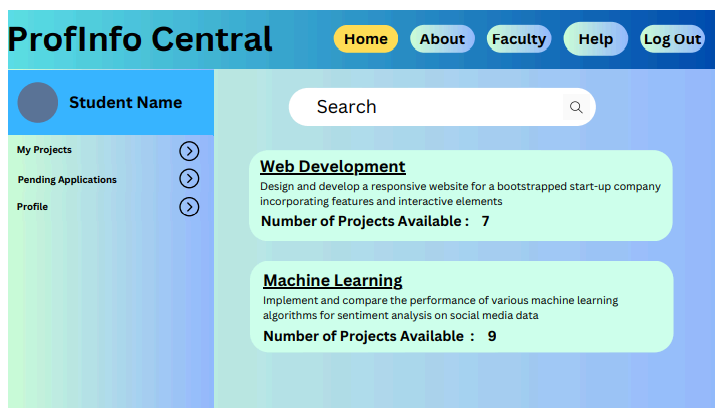 ProfInfo Central
Home
About
Faculty
Help
Log Out
Student Name
My Projects
Pending Applications
Profile
Search
Web Development
Design and develop a responsive website for a bootstrapped start-up company
incorporating features and interactive elements
Number of Projects Available : 7
Machine Learning
Implement and compare the performance of various machine learning
algorithms for sentiment analysis on social media data
Number of Projects Available : 9